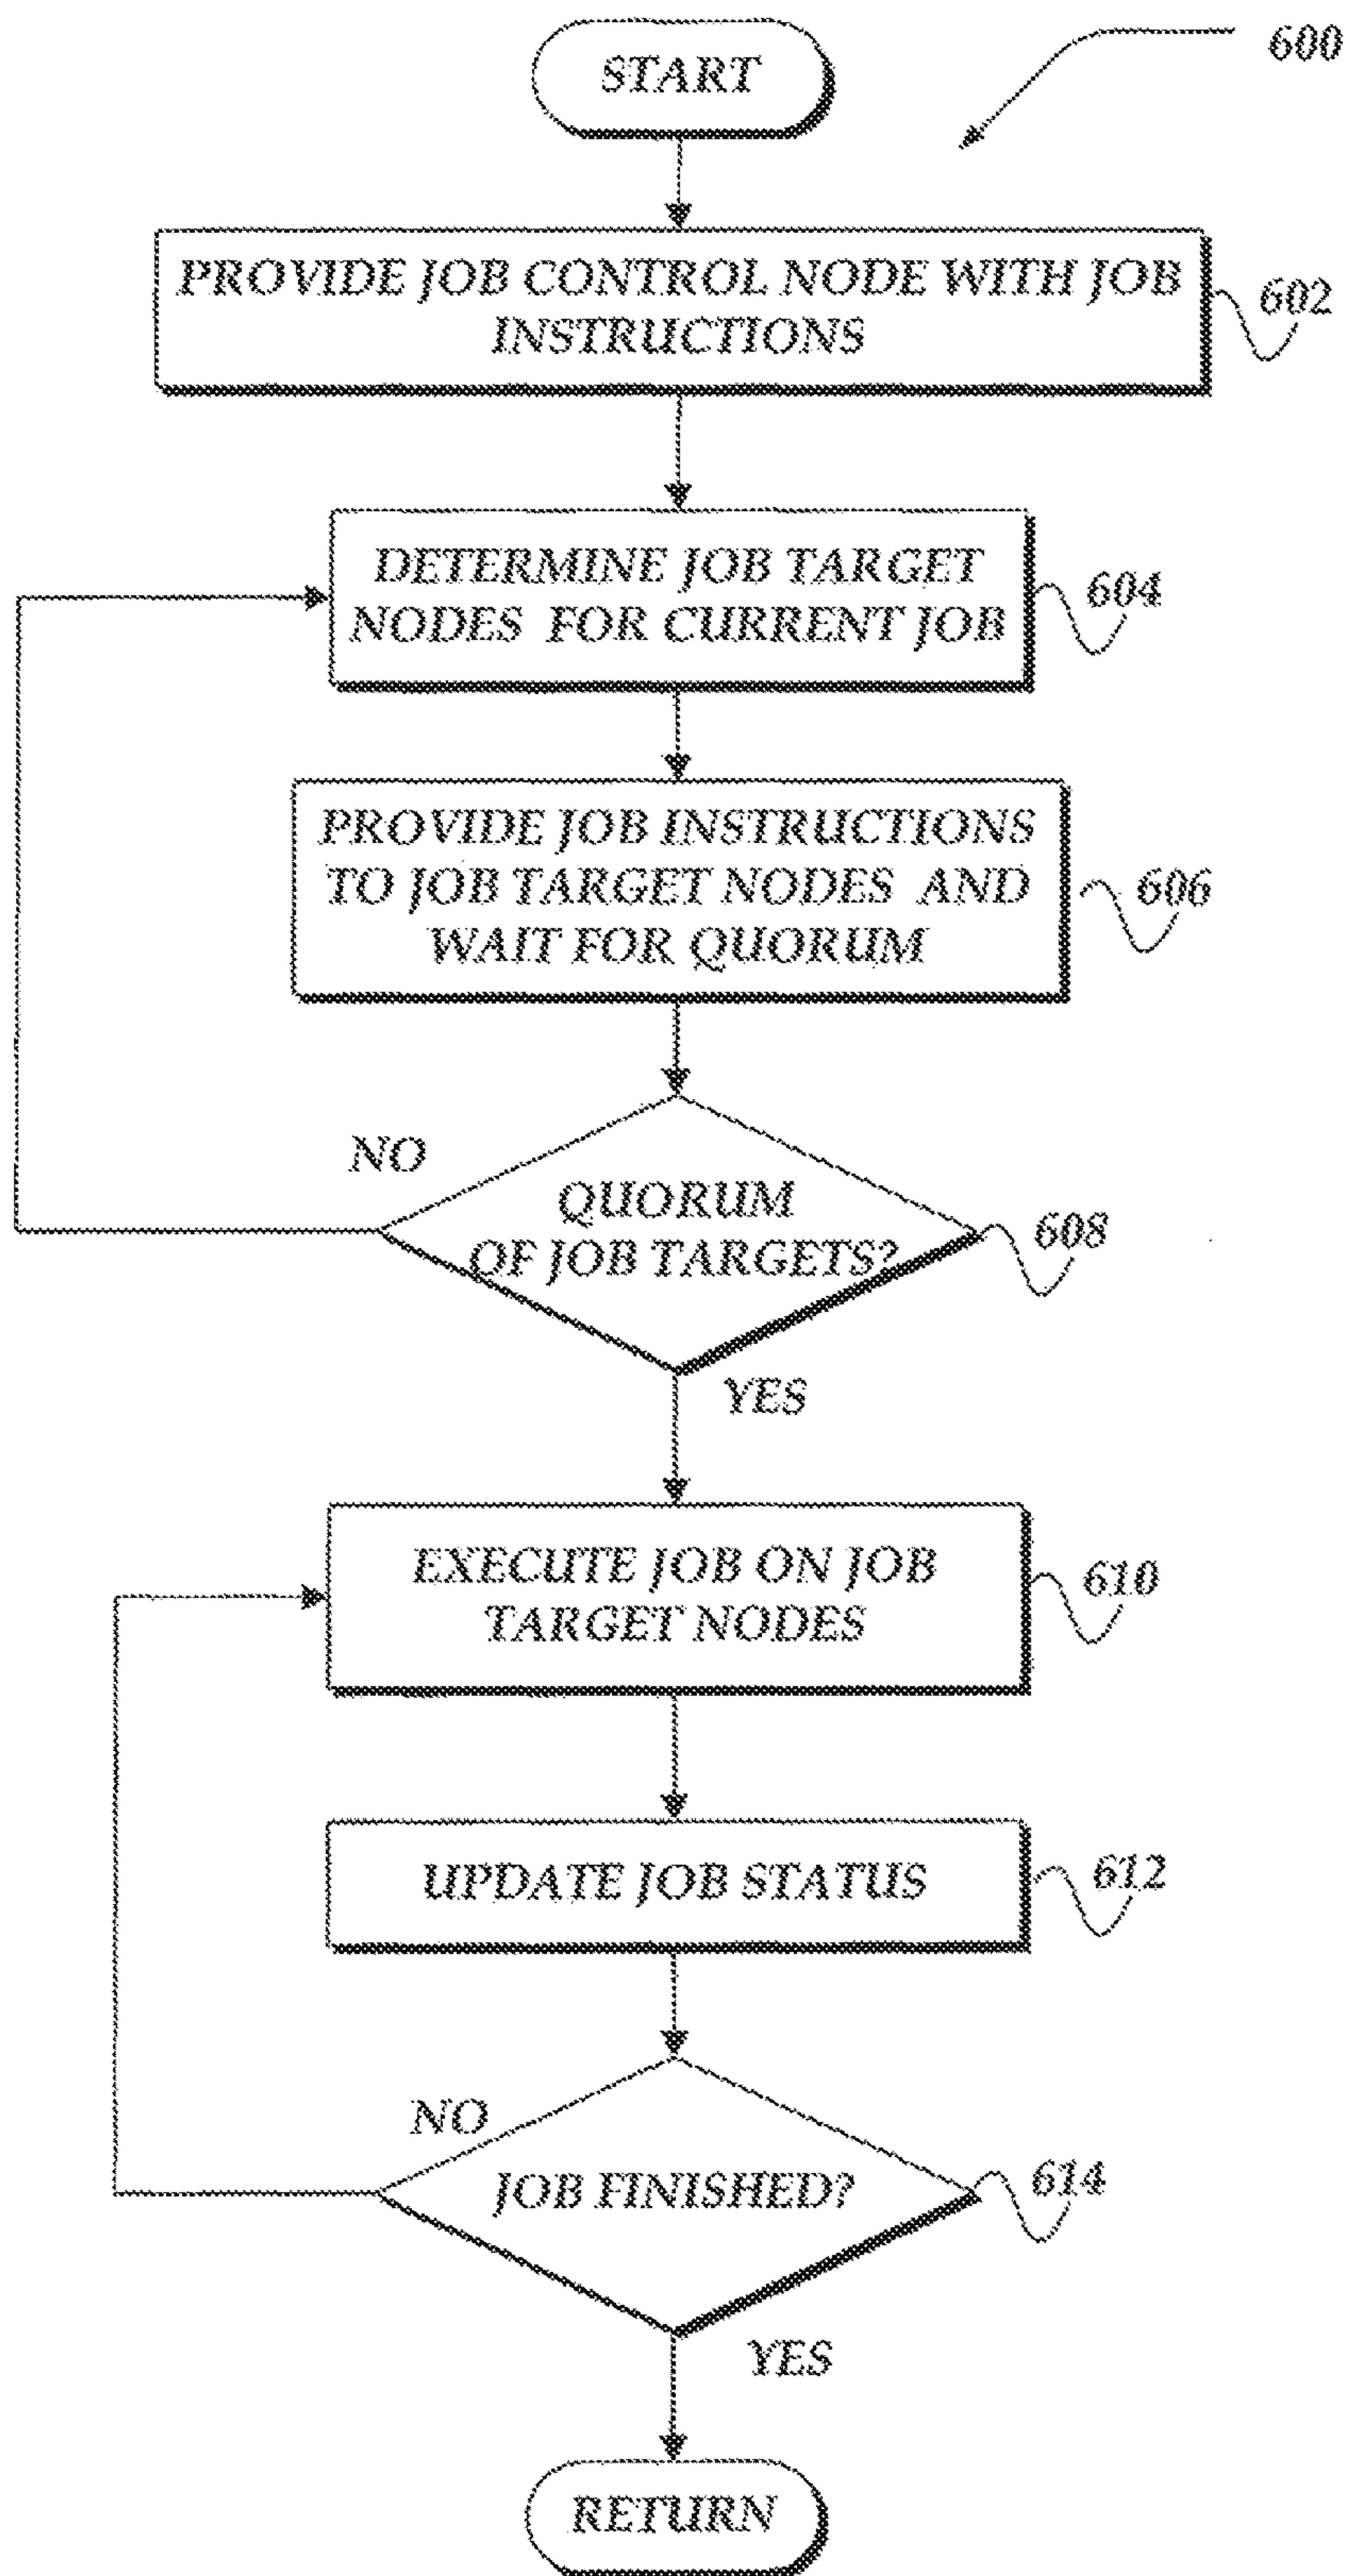 START
600
PROVIDE JOB CONTROL NODE WITH JOB
INSTRUCTIONS
602
DETERMINE JOB TARGET
NODES FOR CURRENT JOB
604
PROVIDE JOB INSTRUCTIONS
TO JOB TARGET NODES AND
WAIT FOR QUORUM
606
NO
QUORUM
OF JOB TARGETS?
608
YES
EXECUTE JOB ON JOB
TARGET NODES
610
UPDATE JOB STATUS
612
NO
JOB FINISHED?
614
YES
RETURN